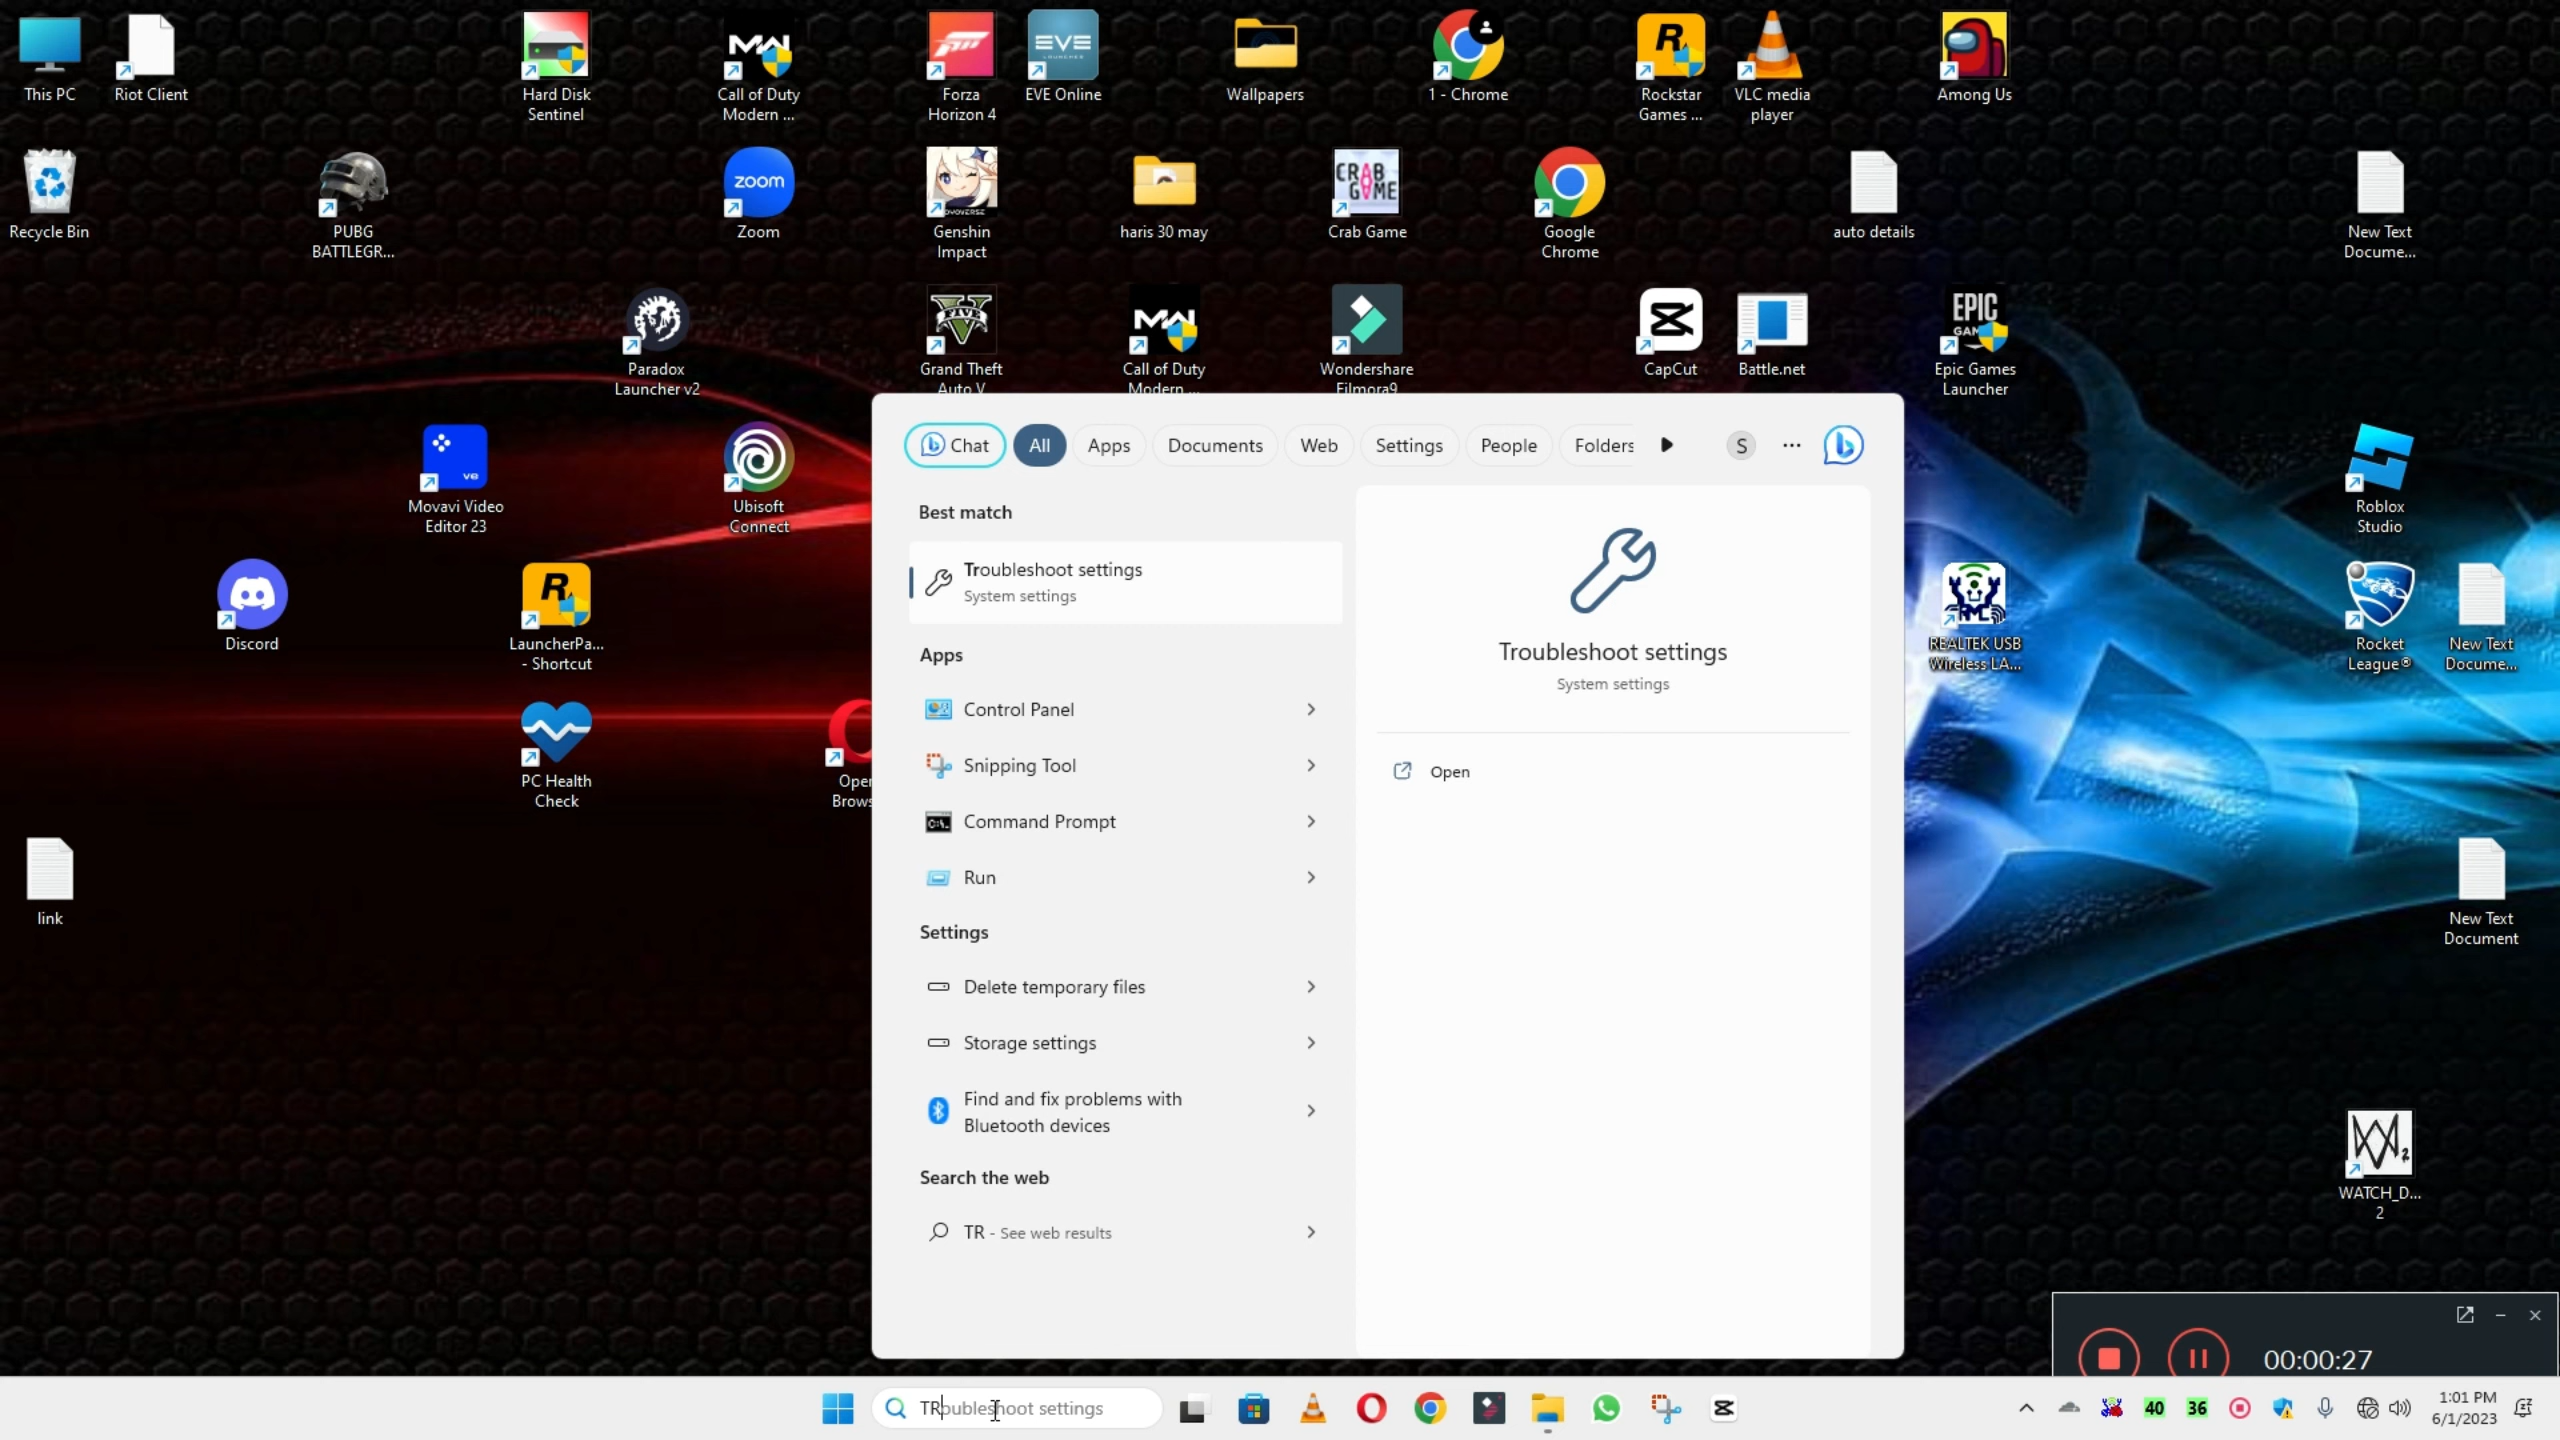 This PC
Riot Client
Hard Disk
Sentinel
Call of Duty
Modern ...
Forza
Horizon 4
EVE
EVE Online
Wallpapers
1 - Chrome
Rockstar
Games ...
VLC media
player
Among Us
Recycle Bin
PUBG
BATTLEGR...
zoom
Zoom
Genshin
Impact
haris 30 may
CRAB
GAME
Crab Game
Google
Chrome
auto details
New Text
Docume...
Paradox
Launcher v2
FIVE
Grand Theft
Auto V
Call of Duty
Modern ...
Wondershare
Filmora9
CapCut
Battle.net
EPIC
Epic Games
Launcher
Movavi Video
Editor 23
Ubisoft
Connect
Roblox
Studio
Discord
LauncherPa...
- Shortcut
REALTEK USB
Wireless LA...
Rocket
League®
New Text
Docume...
PC Health
Check
Oper
Brows
link
New Text
Document
WATCH_D...
2
Chat
All
Apps
Documents
Web
Settings
People
Folders
S
...
Best match
Troubleshoot settings
System settings
Apps
Control Panel
Snipping Tool
Command Prompt
Run
Settings
Delete temporary files
Storage settings
Find and fix problems with
Bluetooth devices
Search the web
TR - See web results
Troubleshoot settings
System settings
Open
00:00:27
TRoubleshoot settings
40
36
1:01 PM
6/1/2023